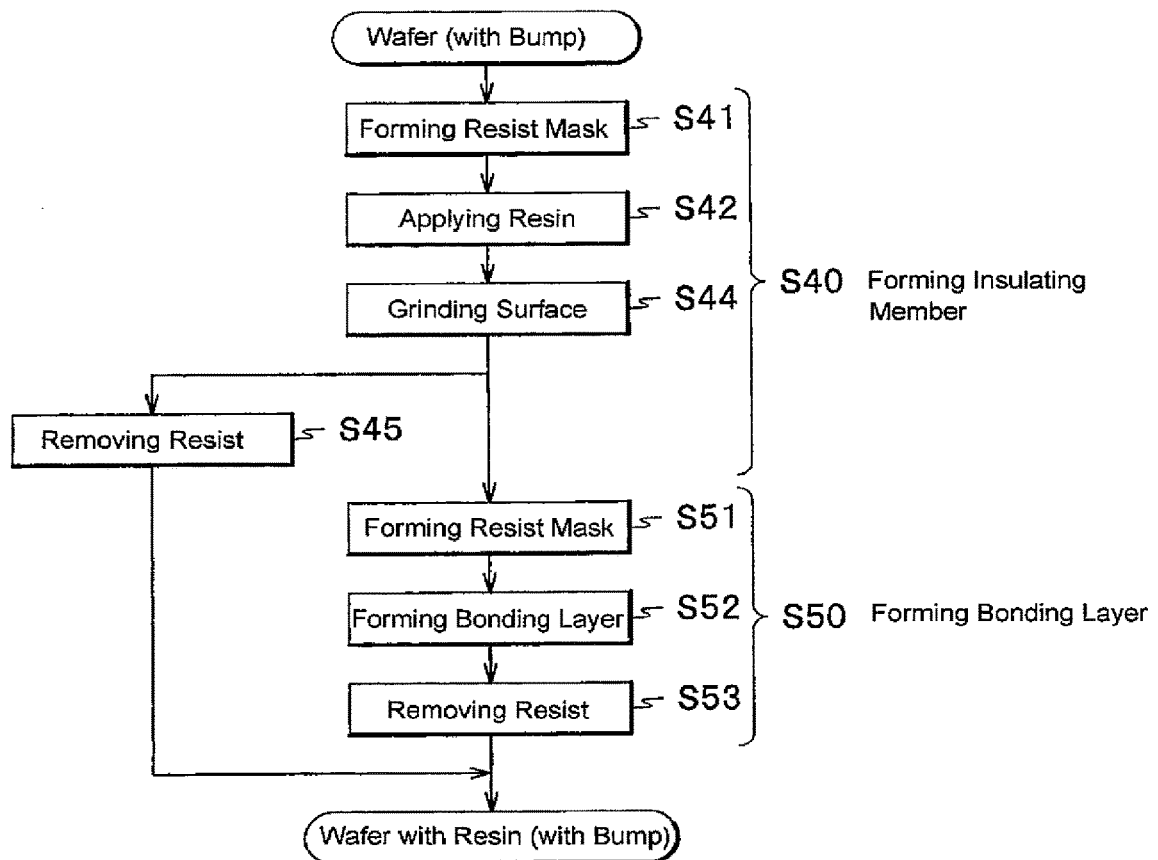 Wafer (with Bump)
Forming Resist Mask S41
Applying Resin S42
Grinding Surface S44
S40 Forming Insulating
Member
Removing Resist S45
Forming Resist Mask S51
Forming Bonding Layer S52
S50 Forming Bonding Layer
Removing Resist S53
Wafer with Resin (with Bump)